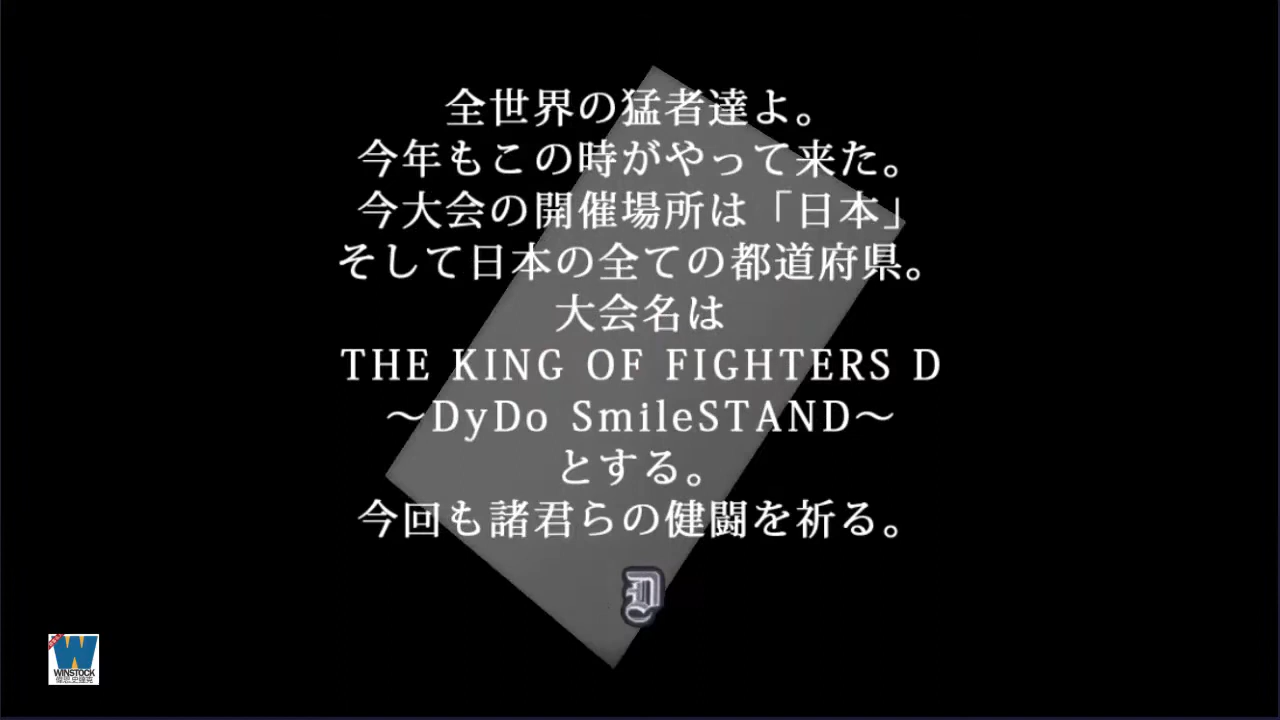 全世界の猛者達よ。
今年もこの時がやって来た。
今大会の開催場所は「日本」
そして日本の全ての都道府県。
大会名は
THE KING OF FIGHTERS D
～DyDo SmileSTAND～
とする。
今回も諸君らの健闘を祈る。
D
W
WINSTOCK